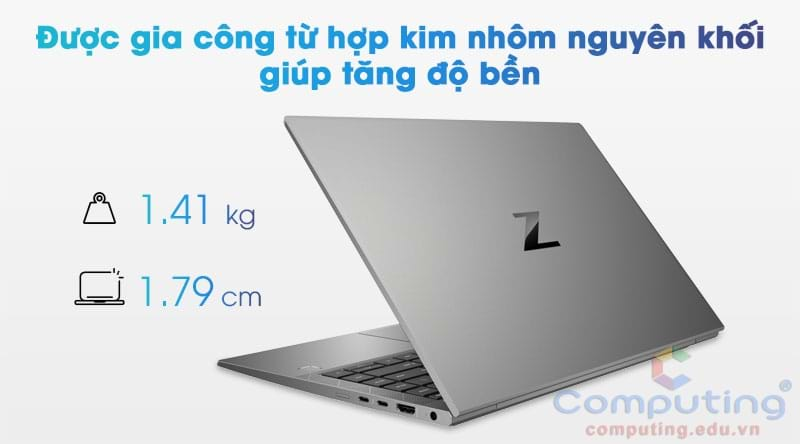 Được gia công từ hợp kim nhôm nguyên khối
giúp tăng độ bền
1.41 kg
1.79 cm
Z
Computing®
computing.edu.vn